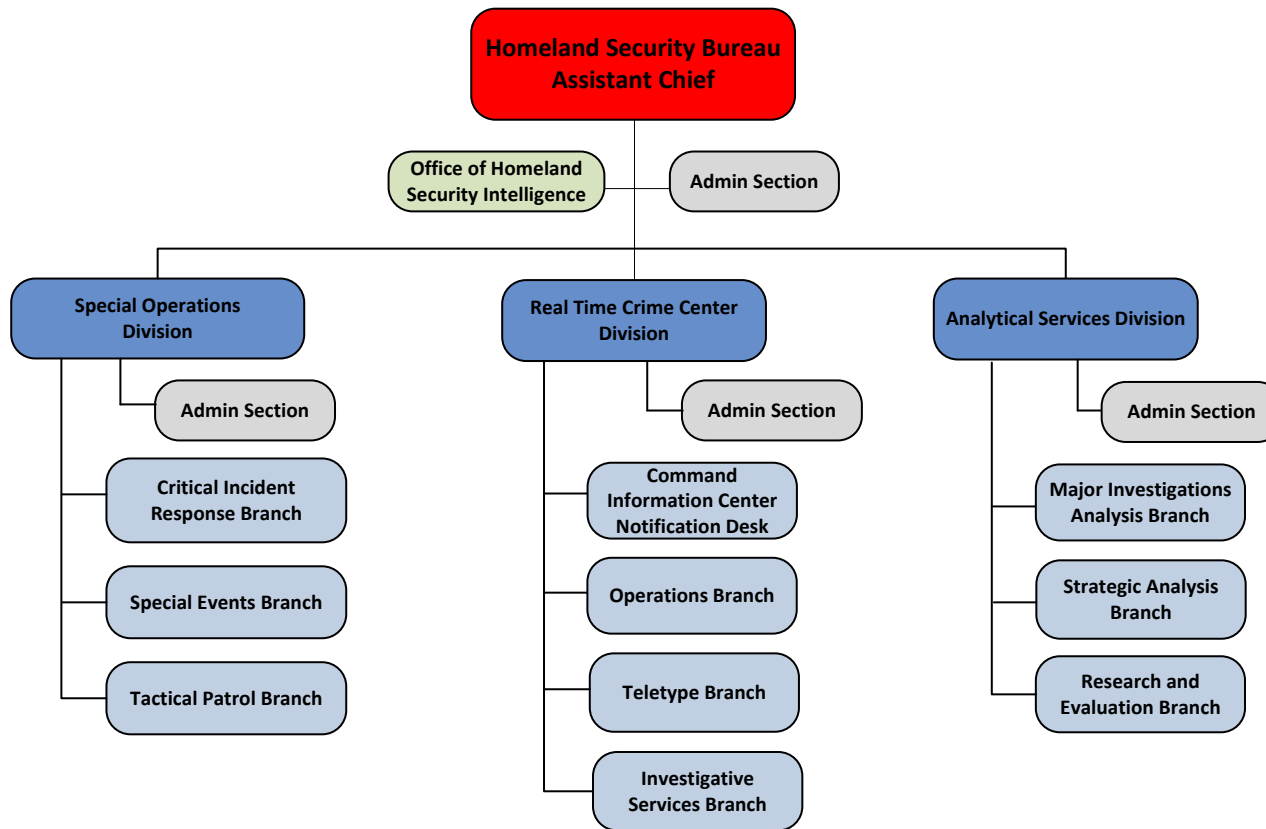 Homeland Security Bureau
Assistant Chief
Office of Homeland
Security Intelligence
Admin Section
Special Operations
Division
Admin Section
Critical Incident
Response Branch
Special Events Branch
Tactical Patrol Branch
Real Time Crime Center
Division
Admin Section
Command
Information Center
Notification Desk
Operations Branch
Teletype Branch
Investigative
Services Branch
Analytical Services Division
Admin Section
Major Investigations
Analysis Branch
Strategic Analysis
Branch
Research and
Evaluation Branch